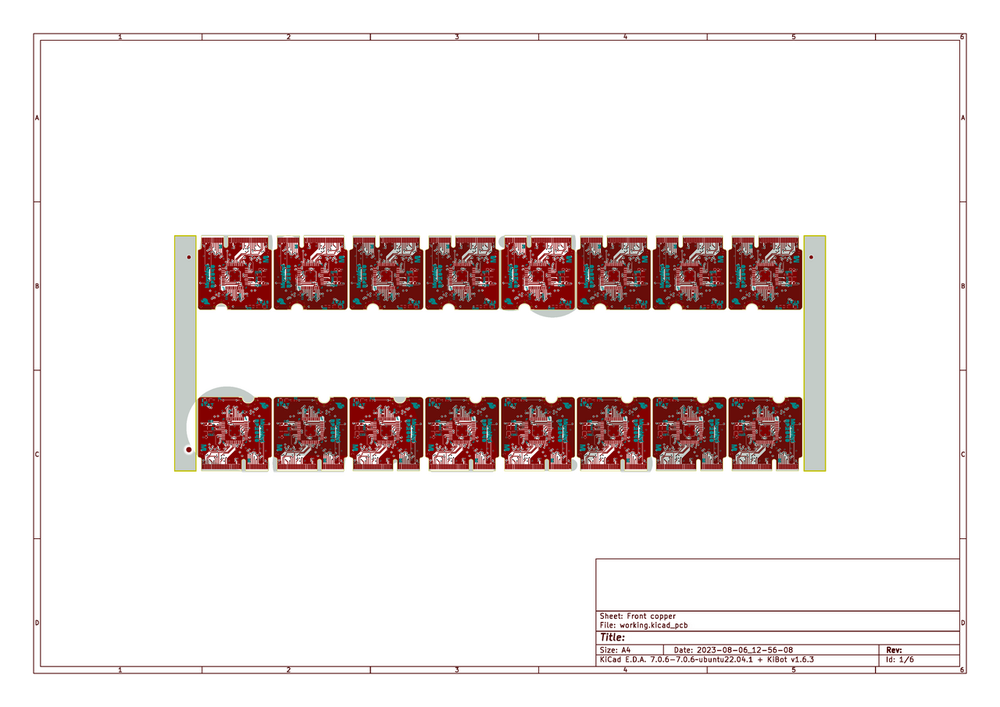 1 2 3 4 5 6
A A
B B
C C
D D
Sheet: Front copper
File: working.kicad_pcb
Title:
Size: A4 Date: 2023-08-06_12-56-08 Rev:
KiCad E.D.A. 7.0.6-7.0.6-ubuntu22.04.1 + KiBot v1.6.3 Id: 1/6
1 2 3 4 5 6